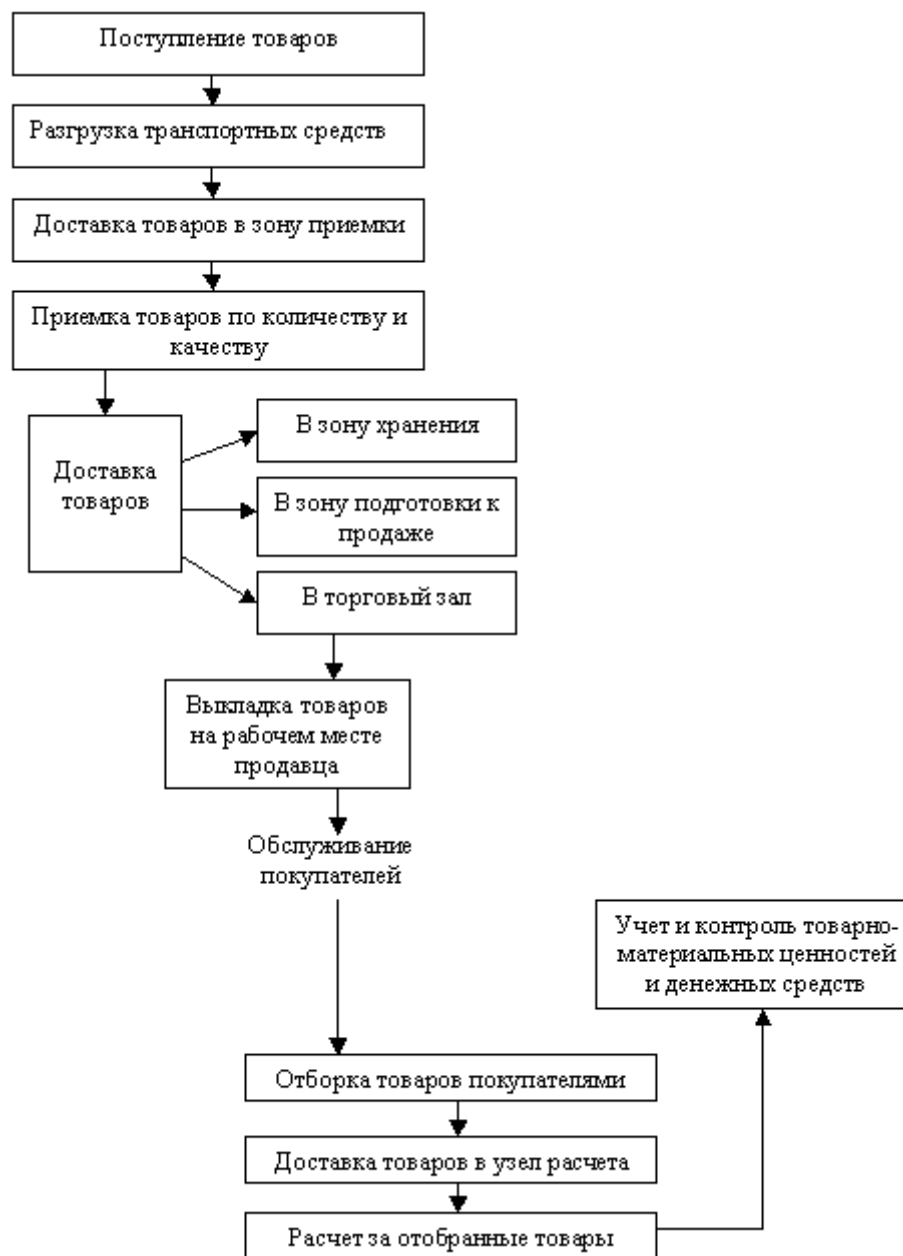 Поступление товаров
Разгрузка транспортных средств
Доставка товаров в зону приемки
Приемка товаров по количеству и
качеству
Доставка
товаров
В зону хранения
В зону подготовки к
продаже
В торговый зал
Выкладка товаров
на рабочем месте
продавца
Обслуживание
покупателей
Учет и контроль товарно-
материальных ценностей
и денежных средств
Отборка товаров покупателями
Доставка товаров в узел расчета
Расчет за отобранные товары